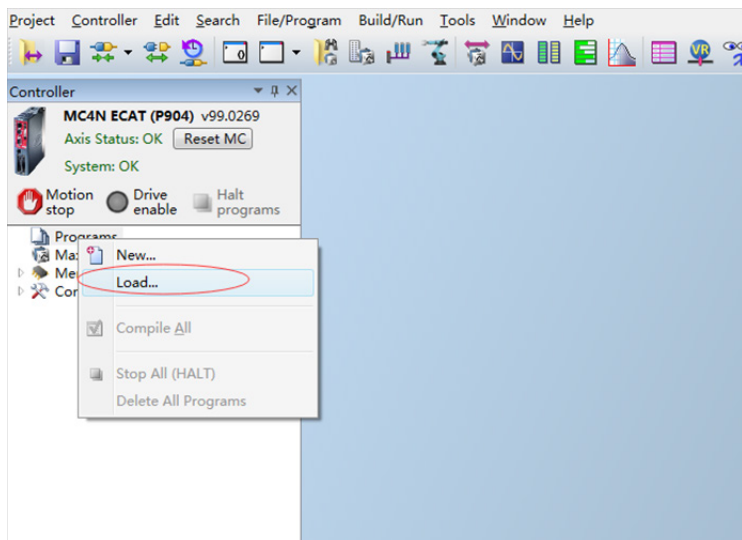 Project Controller Edit Search File/Program Build/Run Tools Window Help
0
VR
Controller
MC4N ECAT (P904) v99.0269
Axis Status: OK Reset MC
System: OK
Motion stop
Drive enable
Halt programs
Programs
New...
Load...
Compile All
Stop All (HALT)
Delete All Programs